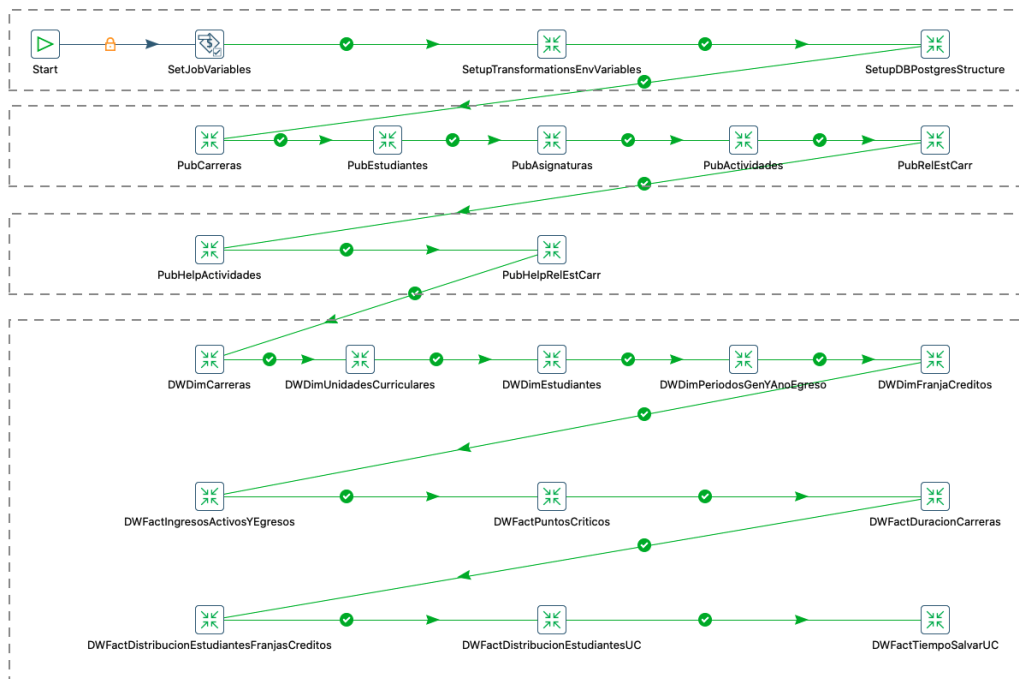 Start
SetJobVariables
SetupTransformationsEnvVariables
SetupDBPostgresStructure
PubCarreras
PubEstudiantes
PubAsignaturas
PubActividades
PubRelEstCarr
PubHelpActividades
PubHelpRelEstCarr
DWDimCarreras
DWDimUnidadesCurriculares
DWDimEstudiantes
DWDimPeriodosGenYAnoEgreso
DWDimFranjaCreditos
DWFactIngresosActivosYEgresos
DWFactPuntosCriticos
DWFactDuracionCarreras
DWFactDistribucionEstudiantesFranjasCreditos
DWFactDistribucionEstudiantesUC
DWFactTiempoSalvarUC